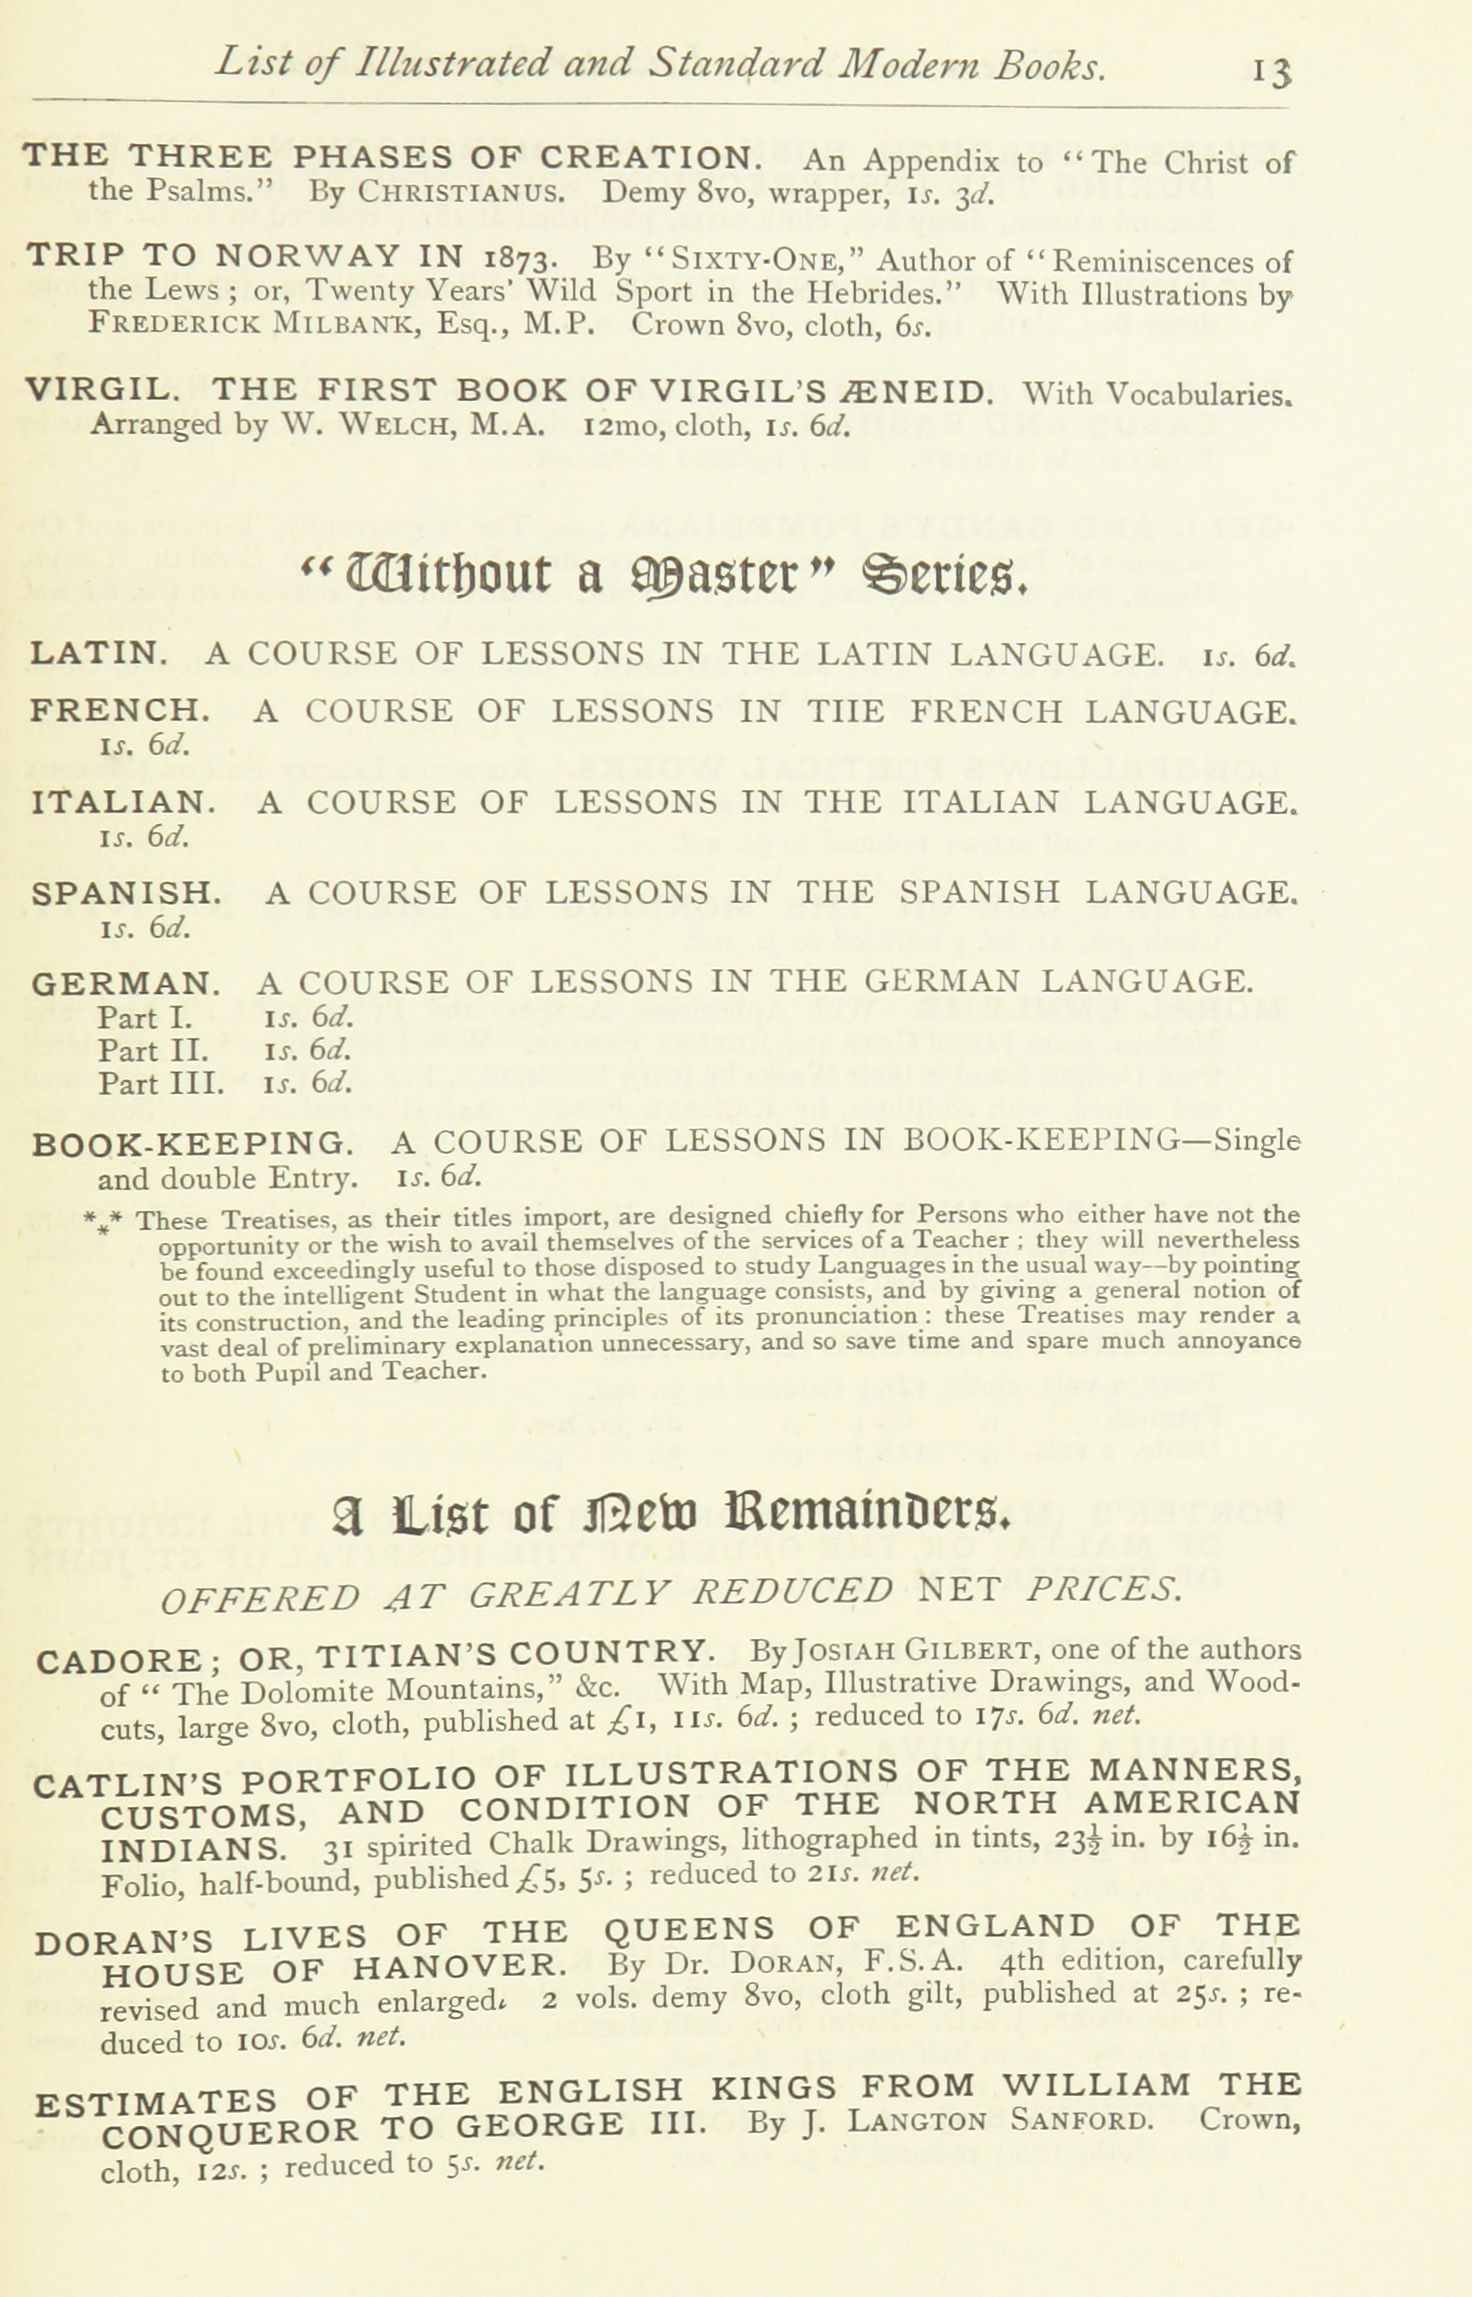 List of Illustrated and Standard Modern Books. 13
THE THREE PHASES OF CREATION. An Appendix to “The Christ of
the Psalms.” By CHRISTIANUS. Demy 8vo, wrapper, 1s. 3d.
TRIP TO NORWAY IN 1873. By “SIXTY-ONE,” Author of “Reminiscences of
the Lews; or, Twenty Years’ Wild Sport in the Hebrides.” With Illustrations by
FREDERICK MILBANK, Esq., M.P. Crown 8vo, cloth, 6s.
VIRGIL. THE FIRST BOOK OF VIRGIL’S ÆNEID. With Vocabularies.
Arranged by W. WELCH, M.A. 12mo, cloth, 1s. 6d.
“Without a Master” Series.
LATIN. A COURSE OF LESSONS IN THE LATIN LANGUAGE. 1s. 6d.
FRENCH. A COURSE OF LESSONS IN THE FRENCH LANGUAGE.
1s. 6d.
ITALIAN. A COURSE OF LESSONS IN THE ITALIAN LANGUAGE.
1s. 6d.
SPANISH. A COURSE OF LESSONS IN THE SPANISH LANGUAGE.
1s. 6d.
GERMAN. A COURSE OF LESSONS IN THE GERMAN LANGUAGE.
Part I. 1s. 6d.
Part II. 1s. 6d.
Part III. 1s. 6d.
BOOK-KEEPING. A COURSE OF LESSONS IN BOOK-KEEPING—Single
and double Entry. 1s. 6d.
*** These Treatises, as their titles import, are designed chiefly for Persons who either have not the
opportunity or the wish to avail themselves of the services of a Teacher; they will nevertheless
be found exceedingly useful to those disposed to study Languages in the usual way—by pointing
out to the intelligent Student in what the language consists, and by giving a general notion of
its construction, and the leading principles of its pronunciation: these Treatises may render a
vast deal of preliminary explanation unnecessary, and so save time and spare much annoyance
to both Pupil and Teacher.
A List of New Remainders.
OFFERED AT GREATLY REDUCED NET PRICES.
CADORE; OR, TITIAN’S COUNTRY. By JOSIAH GILBERT, one of the authors
of “The Dolomite Mountains,” &c. With Map, Illustrative Drawings, and Wood-
cuts, large 8vo, cloth, published at £1, 11s. 6d.; reduced to 17s. 6d. net.
CATLIN’S PORTFOLIO OF ILLUSTRATIONS OF THE MANNERS,
CUSTOMS, AND CONDITION OF THE NORTH AMERICAN
INDIANS. 31 spirited Chalk Drawings, lithographed in tints, 23½ in. by 16½ in.
Folio, half-bound, published £5, 5s.; reduced to 21s. net.
DORAN’S LIVES OF THE QUEENS OF ENGLAND OF THE
HOUSE OF HANOVER. By Dr. DORAN, F.S.A. 4th edition, carefully
revised and much enlarged. 2 vols. demy 8vo, cloth gilt, published at 25s.; re-
duced to 10s. 6d. net.
ESTIMATES OF THE ENGLISH KINGS FROM WILLIAM THE
CONQUEROR TO GEORGE III. By J. LANGTON SANFORD. Crown,
cloth, 12s.; reduced to 5s. net.